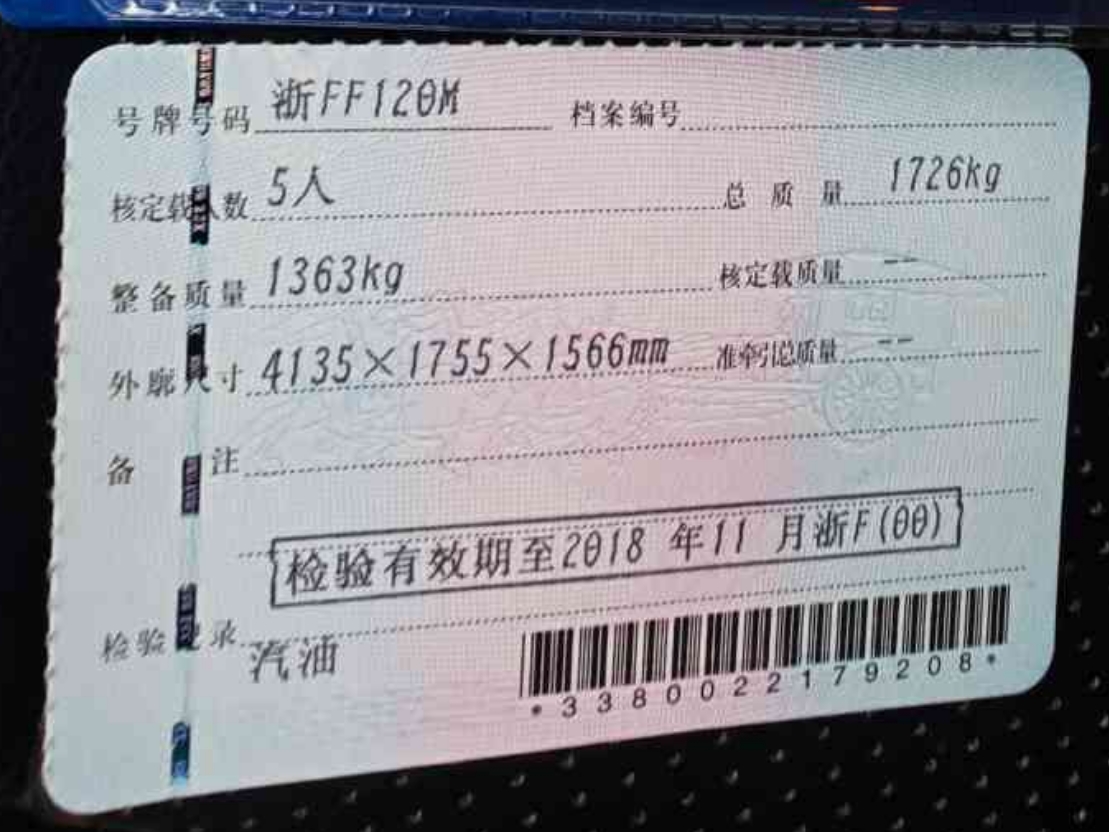 号牌号码 浙FF120M 档案编号
核定载人数 5人 总质量 1726kg
整备质量 1363kg 核定载质量 --
外廓尺寸 4135×1755×1566mm 准牵引总质量 --
备注
检验有效期至2018 年11 月浙F(00)
检验记录 汽油
*3380022179208*